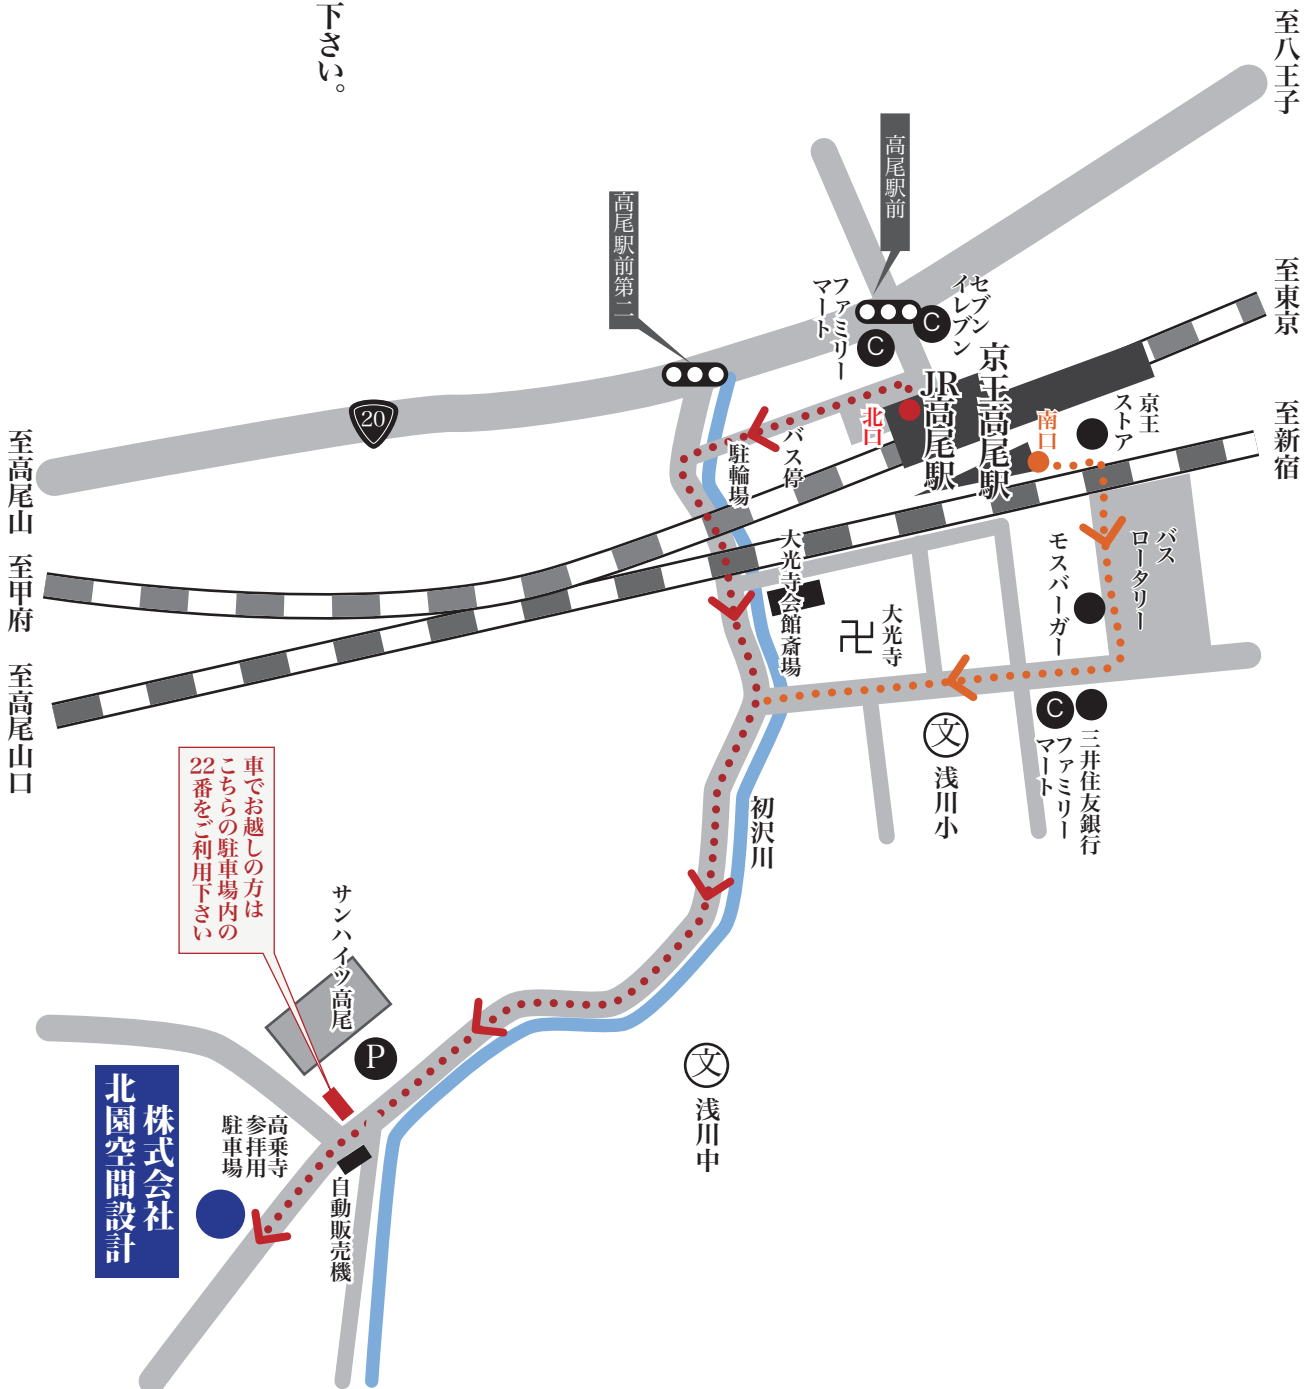 下さい。
至八王子
至東京
至新宿
高尾駅前
高尾駅前第二
セブン
イレブン
ファミリー
マート
C
C
20
京王高尾駅
JR高尾駅
北口
南口
京王
ストア
バス停
駐輪場
バス
ロータリー
モスバーガー
大光寺会館斎場
大光寺
卍
至高尾山
至甲府
至高尾山口
C
三井住友銀行
ファミリー
マート
文
浅川小
初沢川
車でお越しの方は
こちらの駐車場内の
22番をご利用下さい
サンハイツ高尾
P
文
浅川中
株式会社
北園空間設計
高乗寺
参拝用
駐車場
自動販売機